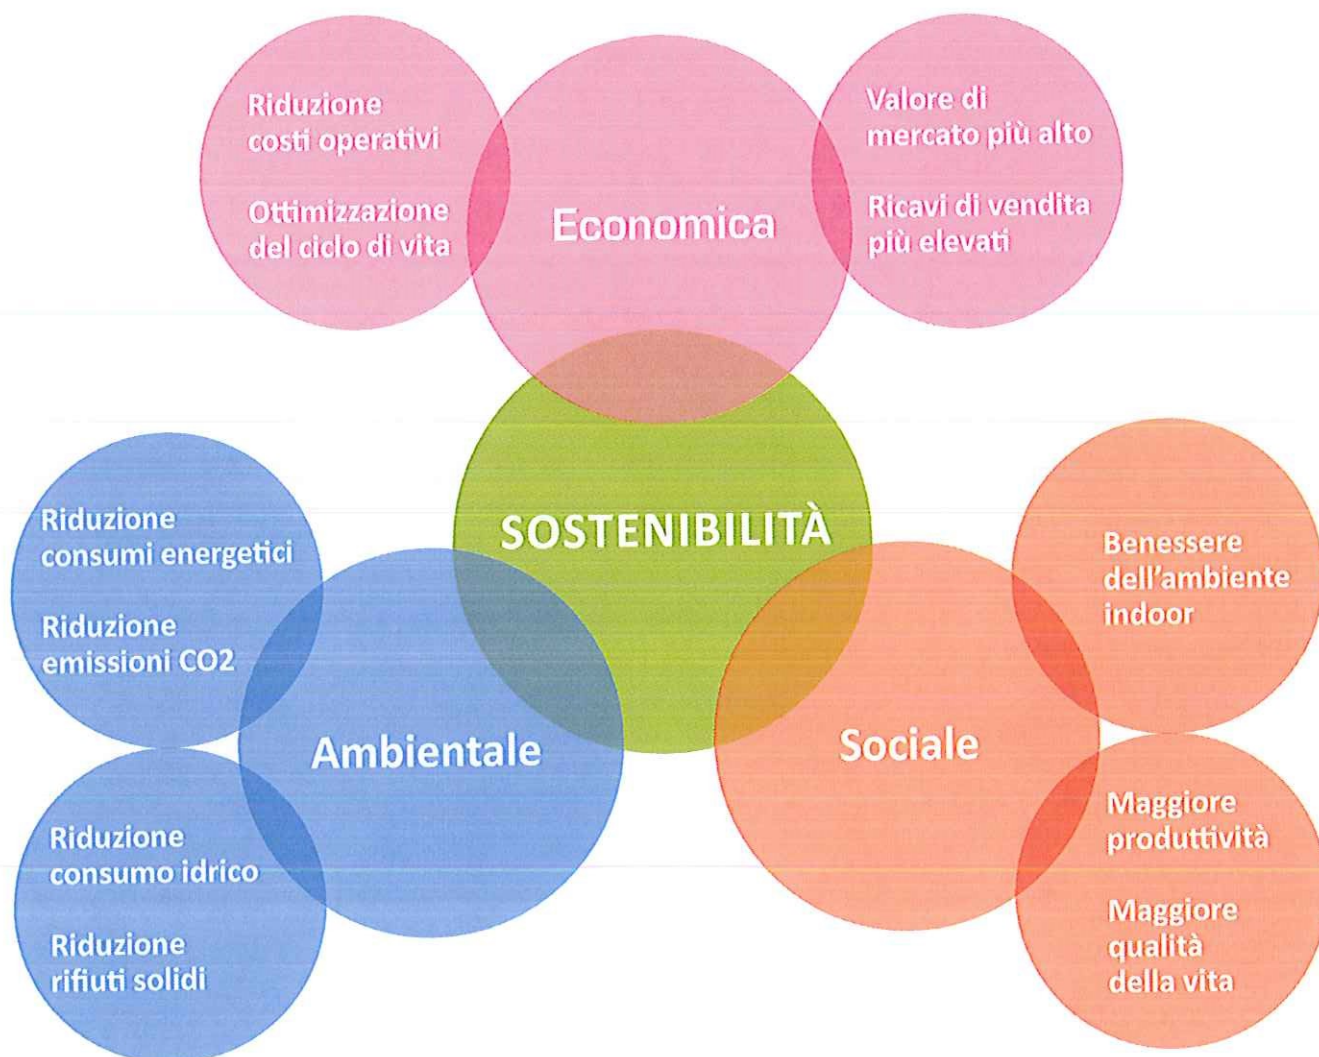 Riduzione
costi operativi
Ottimizzazione
del ciclo di vita
Economica
Valore di
mercato più alto
Ricavi di vendita
più elevati
SOSTENIBILITÀ
Riduzione
consumi energetici
Riduzione
emissioni CO2
Ambientale
Riduzione
consumo idrico
Riduzione
rifiuti solidi
Sociale
Benessere
dell'ambiente
indoor
Maggiore
produttività
Maggiore
qualità
della vita